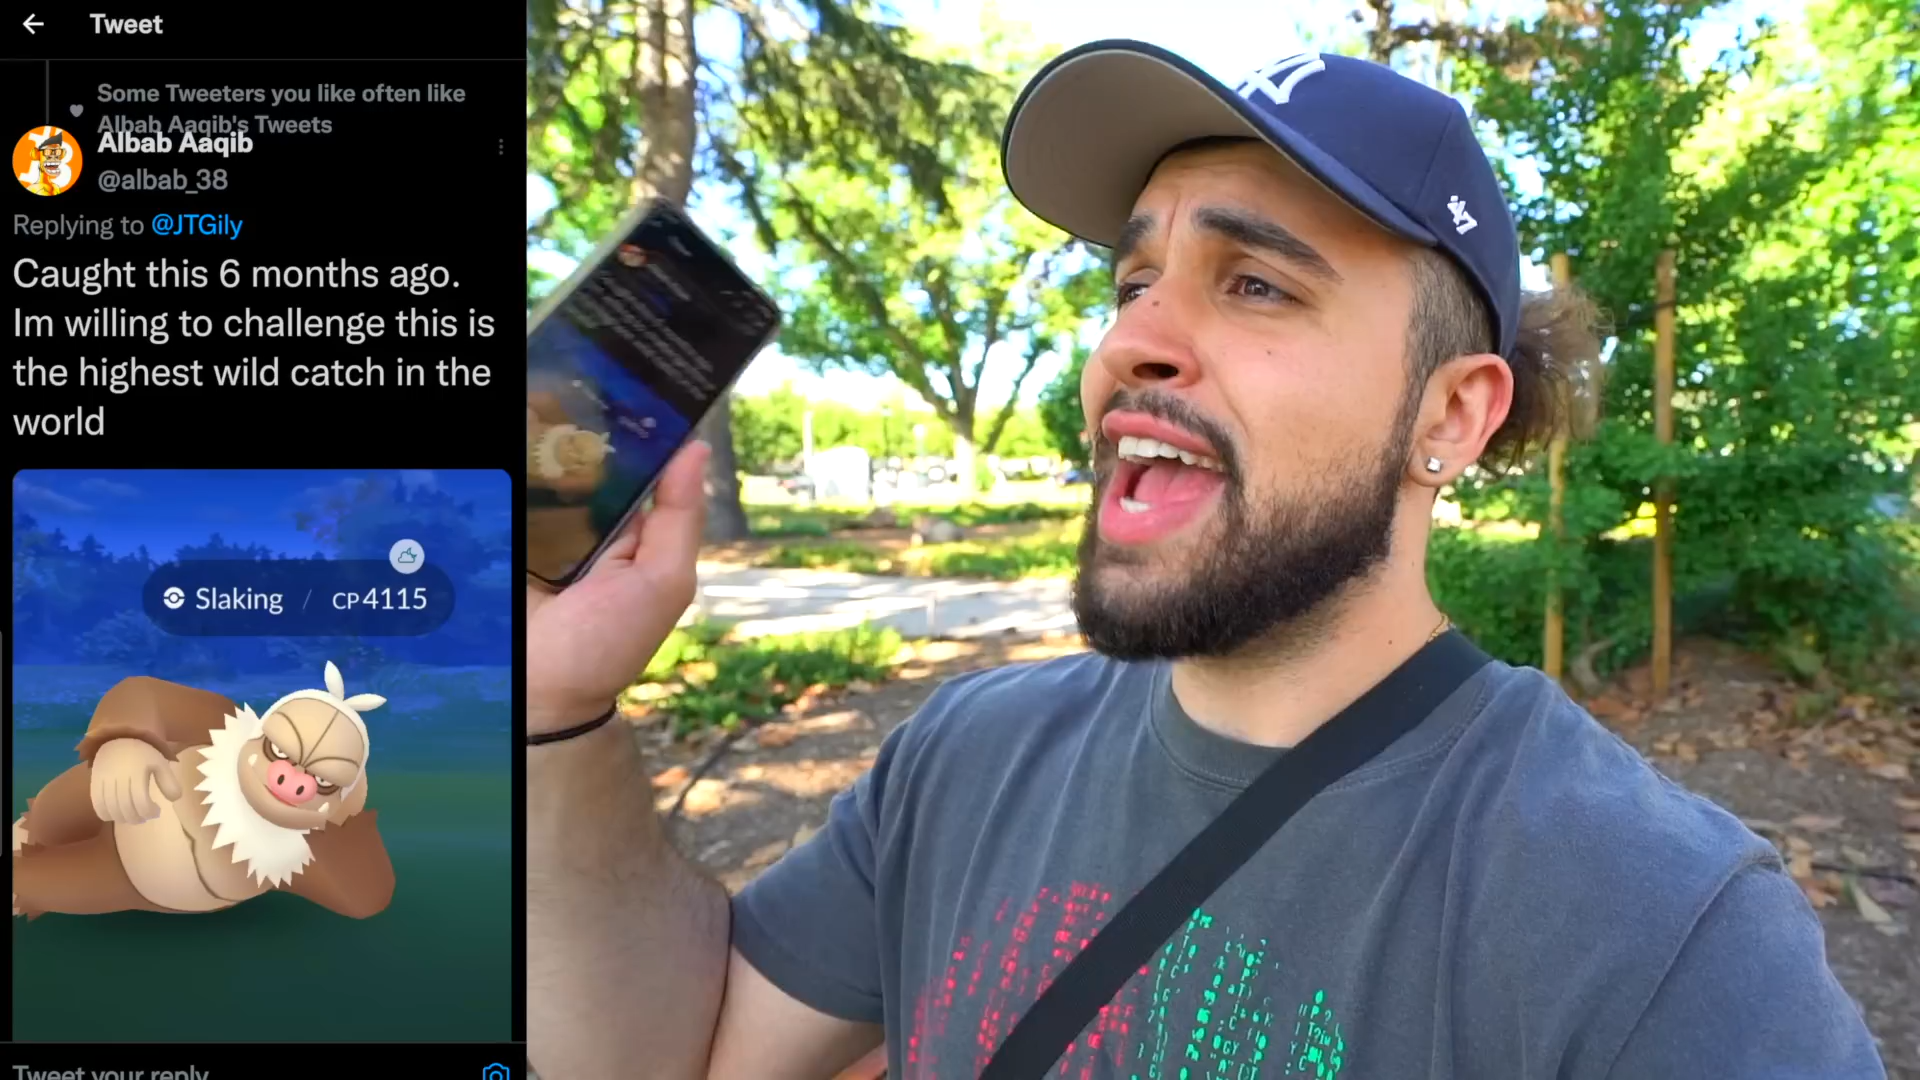 Tweet
Some Tweeters you like often like
Albab Aaqib's Tweets
Albab Aaqib
@albab_38
Replying to @JTGily
Caught this 6 months ago.
Im willing to challenge this is
the highest wild catch in the
world
Slaking / CP4115
Tweet your reply
NY
47